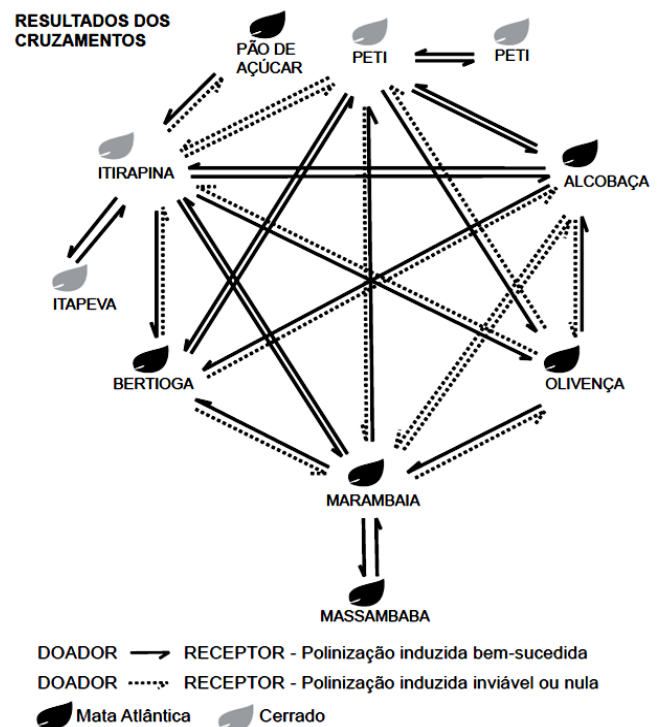 RESULTADOS DOS
CRUZAMENTOS
PÃO DE
AÇÚCAR
PETI
PETI
ITIRAPINA
ALCOBAÇA
ITAPEVA
BERTIOGA
OLIVENÇA
MARAMBAIA
MASSAMBABA
DOADOR RECEPTOR - Polinização induzida bem-sucedida
DOADOR RECEPTOR - Polinização induzida inviável ou nula
Mata Atlântica Cerrado